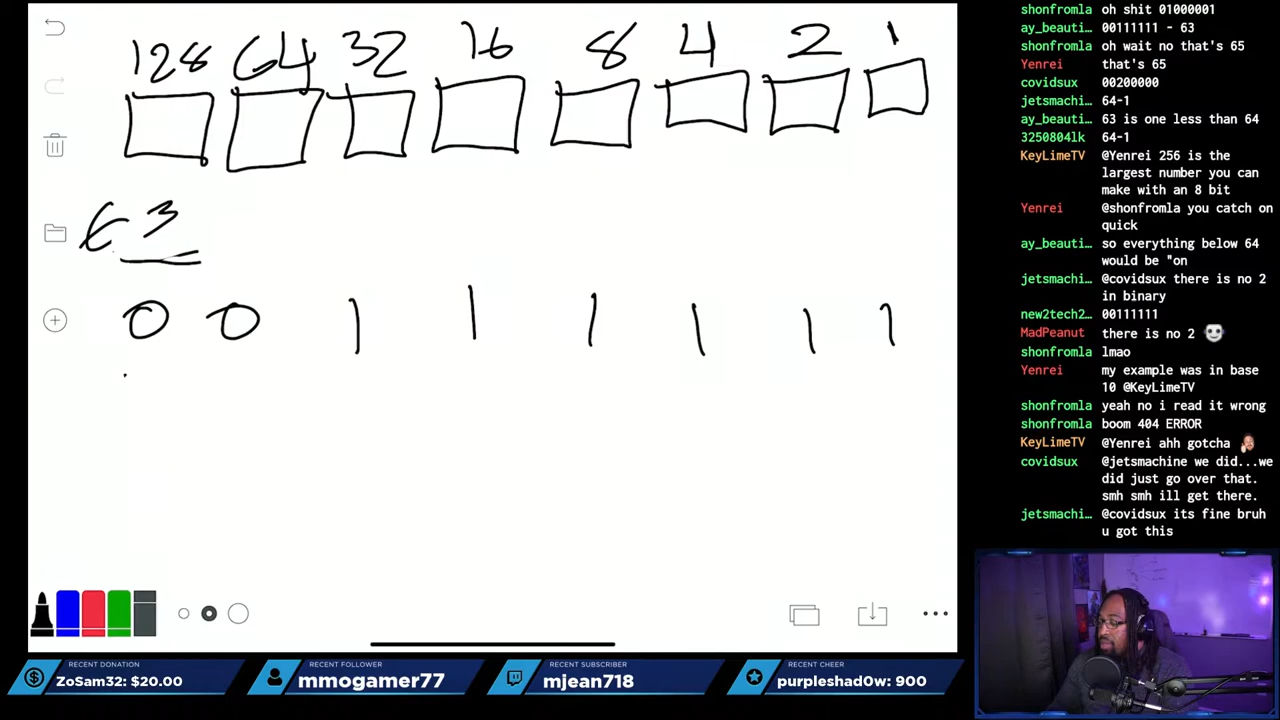 128 64 32 16 8 4 2 1
63
0 0 1 1 1 1 1 1
shonfromla oh shit 01000001
ay_beauti… 00111111 - 63
shonfromla oh wait no that's 65
Yenrei that's 65
covidsux 00200000
jetsmachi… 64-1
ay_beauti… 63 is one less than 64
3250804lk 64-1
KeyLimeTV @Yenrei 256 is the
largest number you can
make with an 8 bit
Yenrei @shonfromla you catch on
quick
ay_beauti… so everything below 64
would be "on
jetsmachi… @covidsux there is no 2
in binary
new2tech2… 00111111
MadPeanut there is no 2
shonfromla lmao
Yenrei my example was in base
10 @KeyLimeTV
shonfromla yeah no i read it wrong
shonfromla boom 404 ERROR
KeyLimeTV @Yenrei ahh gotcha
covidsux @jetsmachine we did...we
did just go over that.
smh smh ill get there.
jetsmachi… @covidsux its fine bruh
u got this
RECENT DONATION
ZoSam32: $20.00
RECENT FOLLOWER
mmogamer77
RECENT SUBSCRIBER
mjean718
RECENT CHEER
purpleshad0w: 900